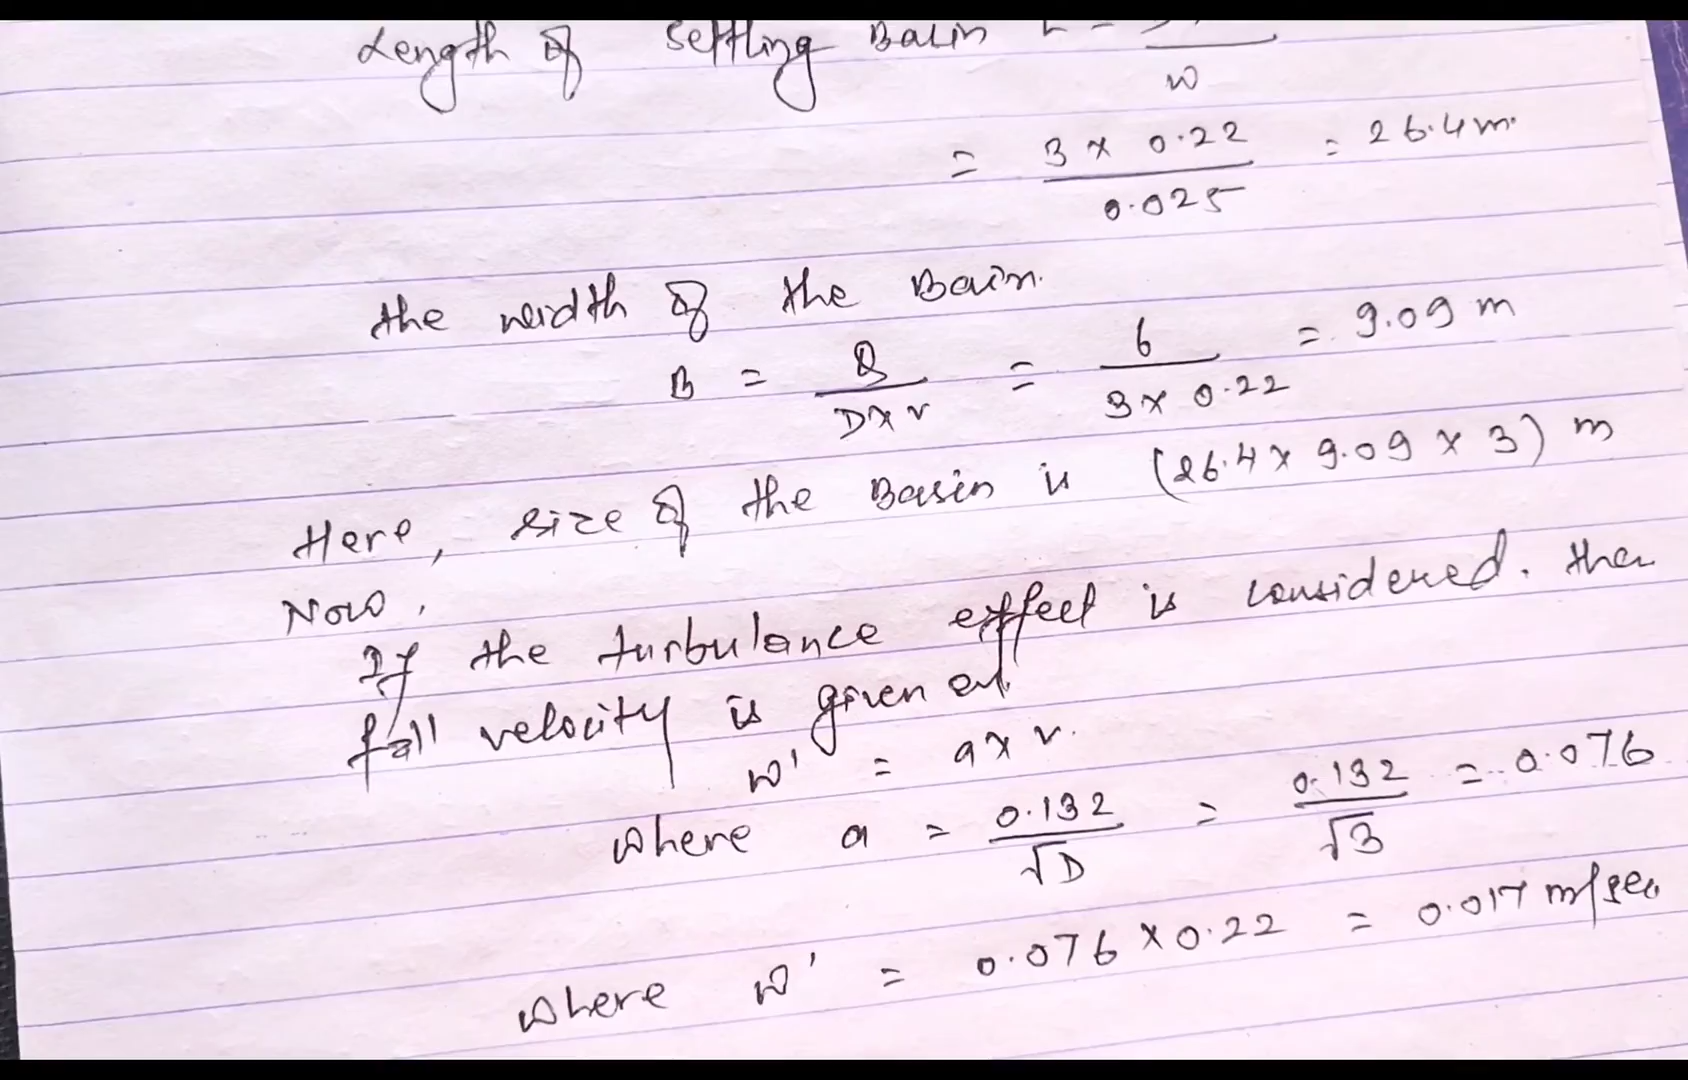 Length of Settling Basin L =
w
= 3 × 0.22 / 0.025 = 26.4 m.
the width of the Basin.
B = Q / D × v = 6 / 3 × 0.22 = 9.09 m
Here, size of the Basin is (26.4 × 9.09 × 3) m
Now,
If the turbulance effect is considered. then
fall velocity is given as
w' = a × v.
where a = 0.132 / √D = 0.132 / √3 = 0.076
where w' = 0.076 × 0.22 = 0.017 m/sec